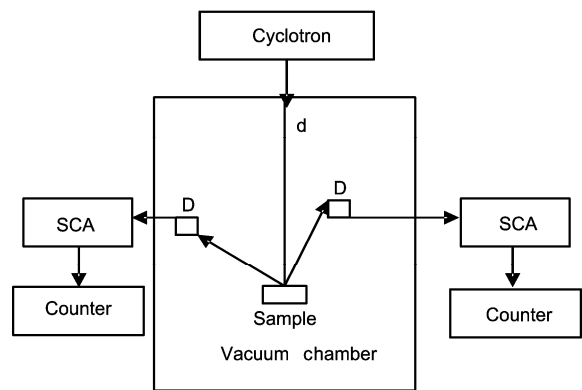 Cyclotron
d
D
D
SCA
SCA
Counter
Counter
Sample
Vacuum chamber